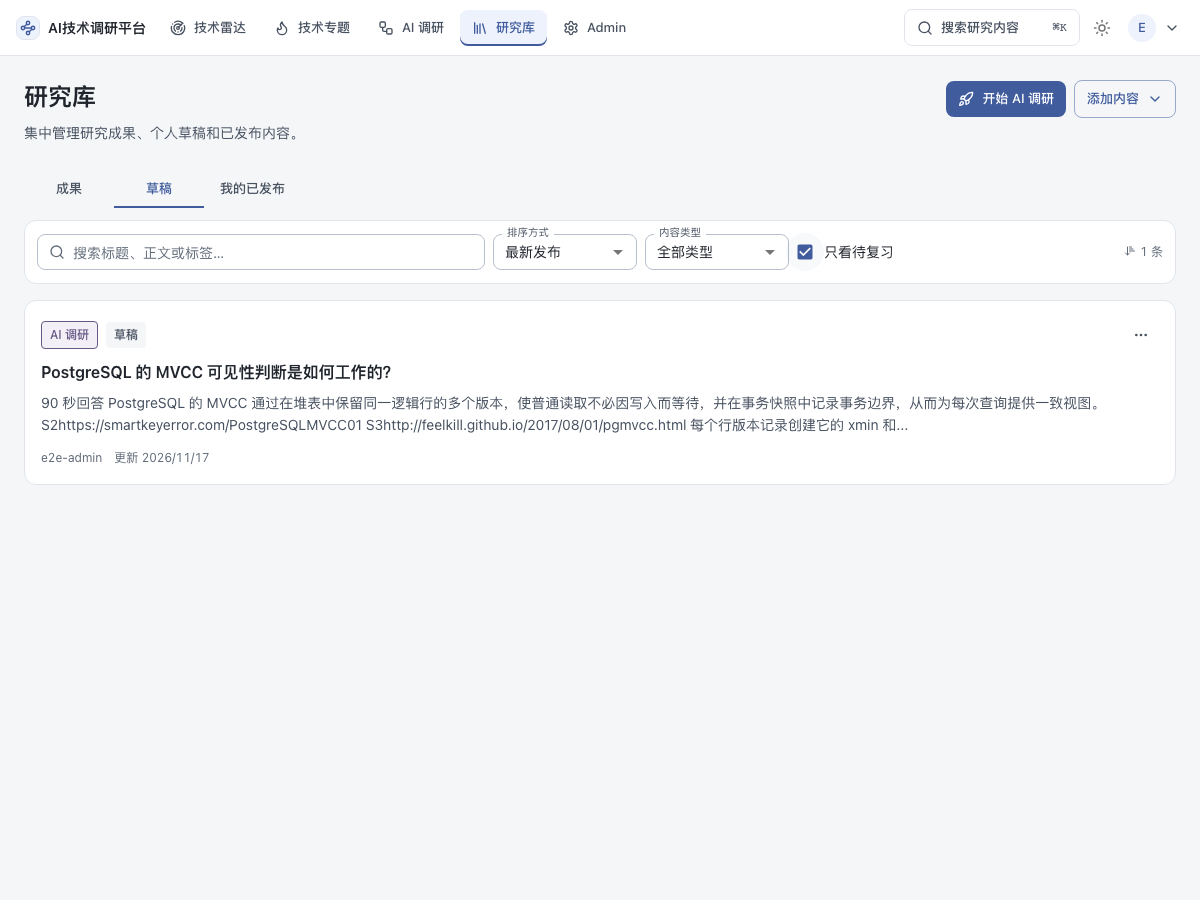 AI技术调研平台
技术雷达
技术专题
AI 调研
研究库
Admin
搜索研究内容
⌘K
E
研究库
集中管理研究成果、个人草稿和已发布内容。
开始 AI 调研
添加内容
成果
草稿
我的已发布
搜索标题、正文或标签...
排序方式
最新发布
内容类型
全部类型
只看待复习
1 条
AI 调研
草稿
PostgreSQL 的 MVCC 可见性判断是如何工作的?
90 秒回答 PostgreSQL 的 MVCC 通过在堆表中保留同一逻辑行的多个版本，使普通读取不必因写入而等待，并在事务快照中记录事务边界，从而为每次查询提供一致视图。
S2https://smartkeyerror.com/PostgreSQLMVCC01 S3http://feelkill.github.io/2017/08/01/pgmvcc.html 每个行版本记录创建它的 xmin 和...
e2e-admin 更新 2026/11/17